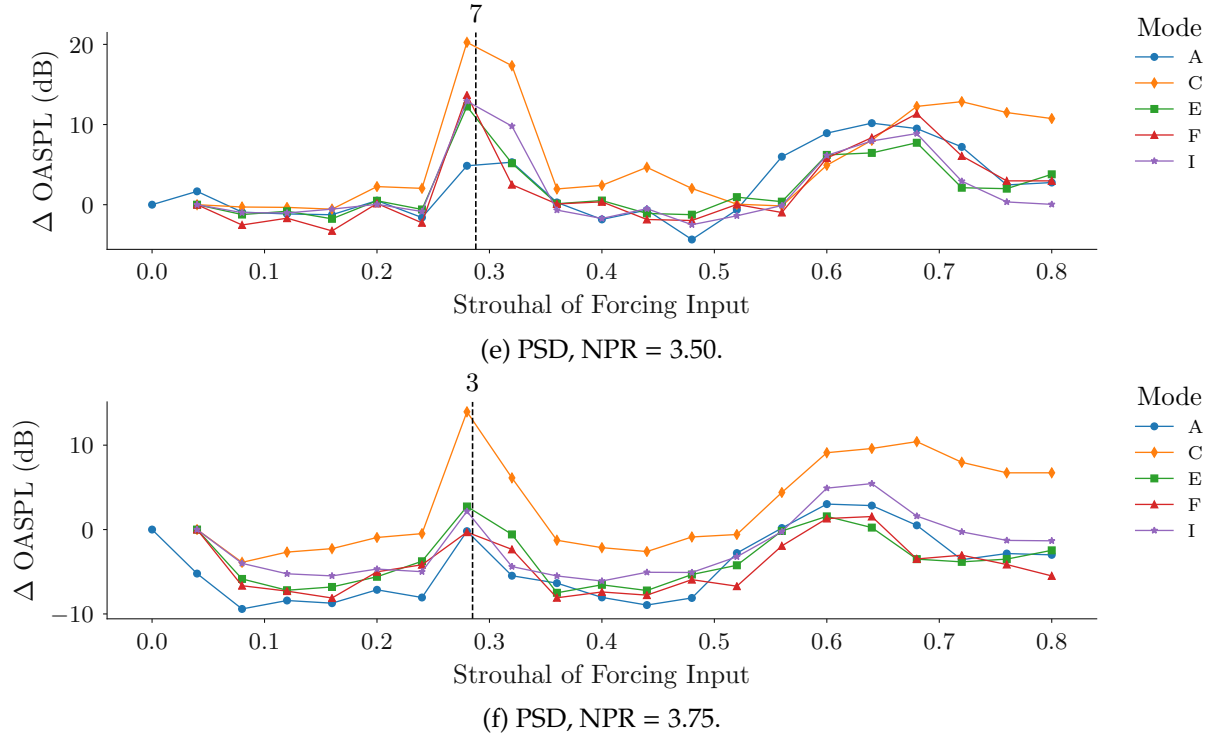 7
Δ OASPL (dB)
20
10
0
0.0 0.1 0.2 0.3 0.4 0.5 0.6 0.7 0.8
Strouhal of Forcing Input
Mode
A
C
E
F
I
(e) PSD, NPR = 3.50.
3
Δ OASPL (dB)
10
0
−10
0.0 0.1 0.2 0.3 0.4 0.5 0.6 0.7 0.8
Strouhal of Forcing Input
Mode
A
C
E
F
I
(f) PSD, NPR = 3.75.